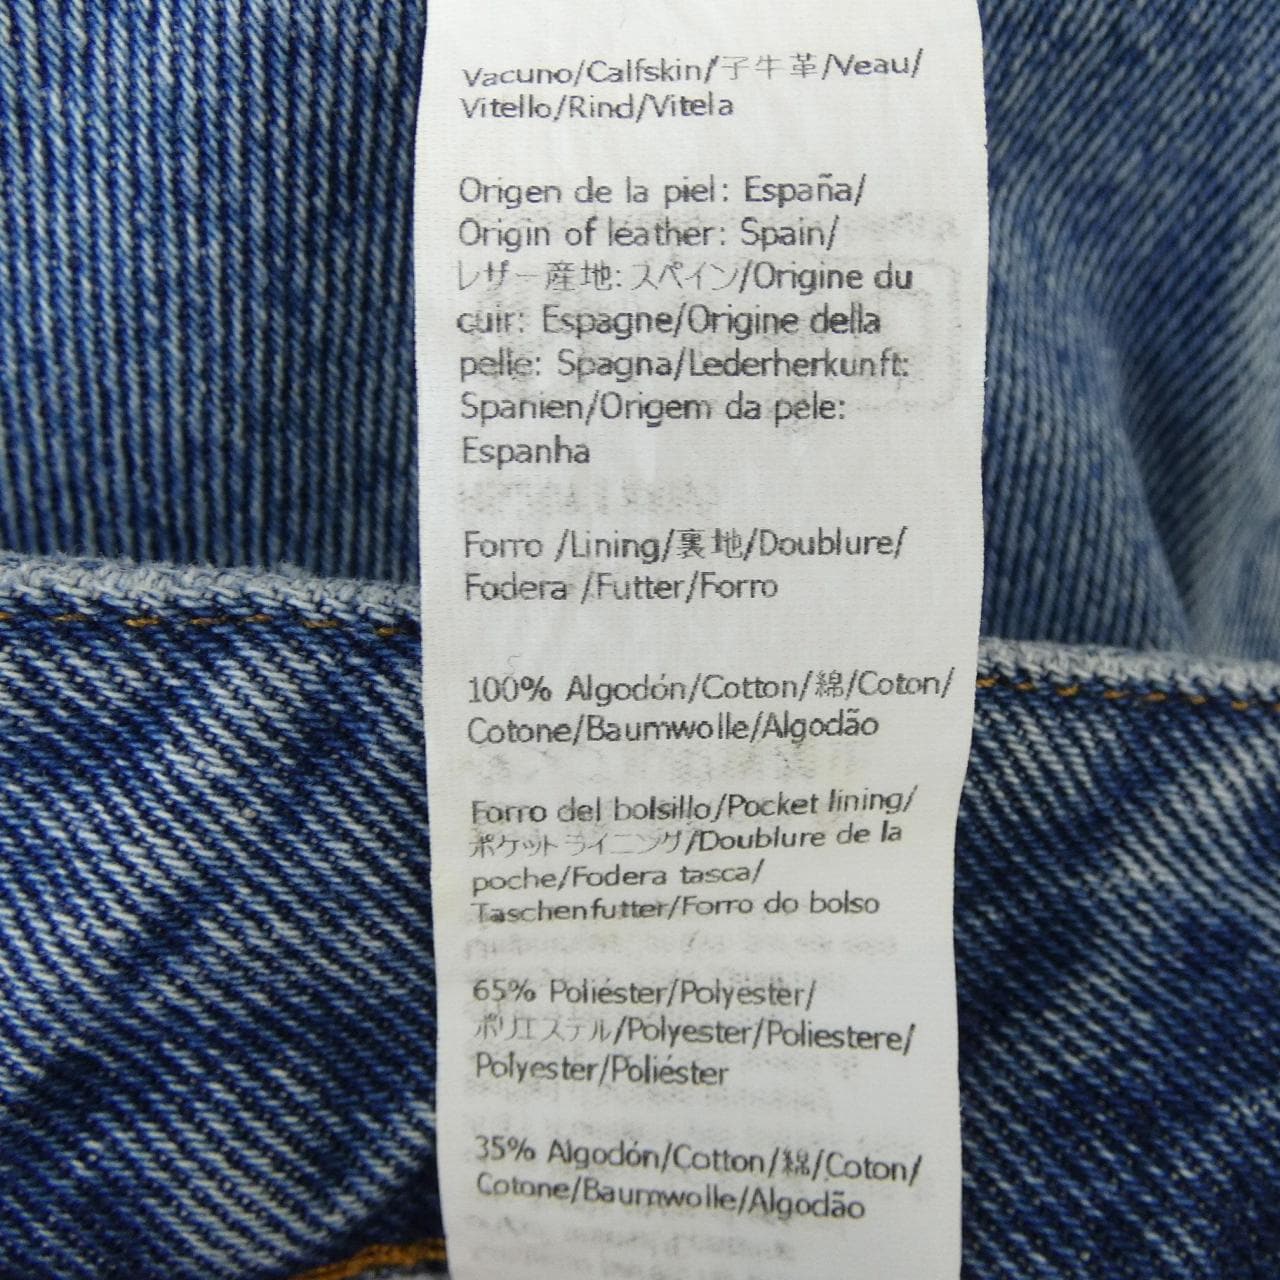 Vacuno/Calfskin/子牛革/Veau/
Vitello/Rind/Vitela
Origen de la piel: España/
Origin of leather: Spain/
レザー産地: スペイン/Origine du
cuir: Espagne/Origine della
pelle: Spagna/Lederherkunft:
Spanien/Origem da pele:
Espanha
Forro /Lining/裏地/Doublure/
Fodera /Futter/Forro
100% Algodón/Cotton/綿/Coton/
Cotone/Baumwolle/Algodão
Forro del bolsillo/Pocket lining/
ポケットライニング/Doublure de la
poche/Fodera tasca/
Taschenfutter/Forro do bolso
65% Poliéster/Polyester/
ポリエステル/Polyester/Poliestere/
Polyester/Poliéster
35% Algodón/Cotton/綿/Coton/
Cotone/Baumwolle/Algodão